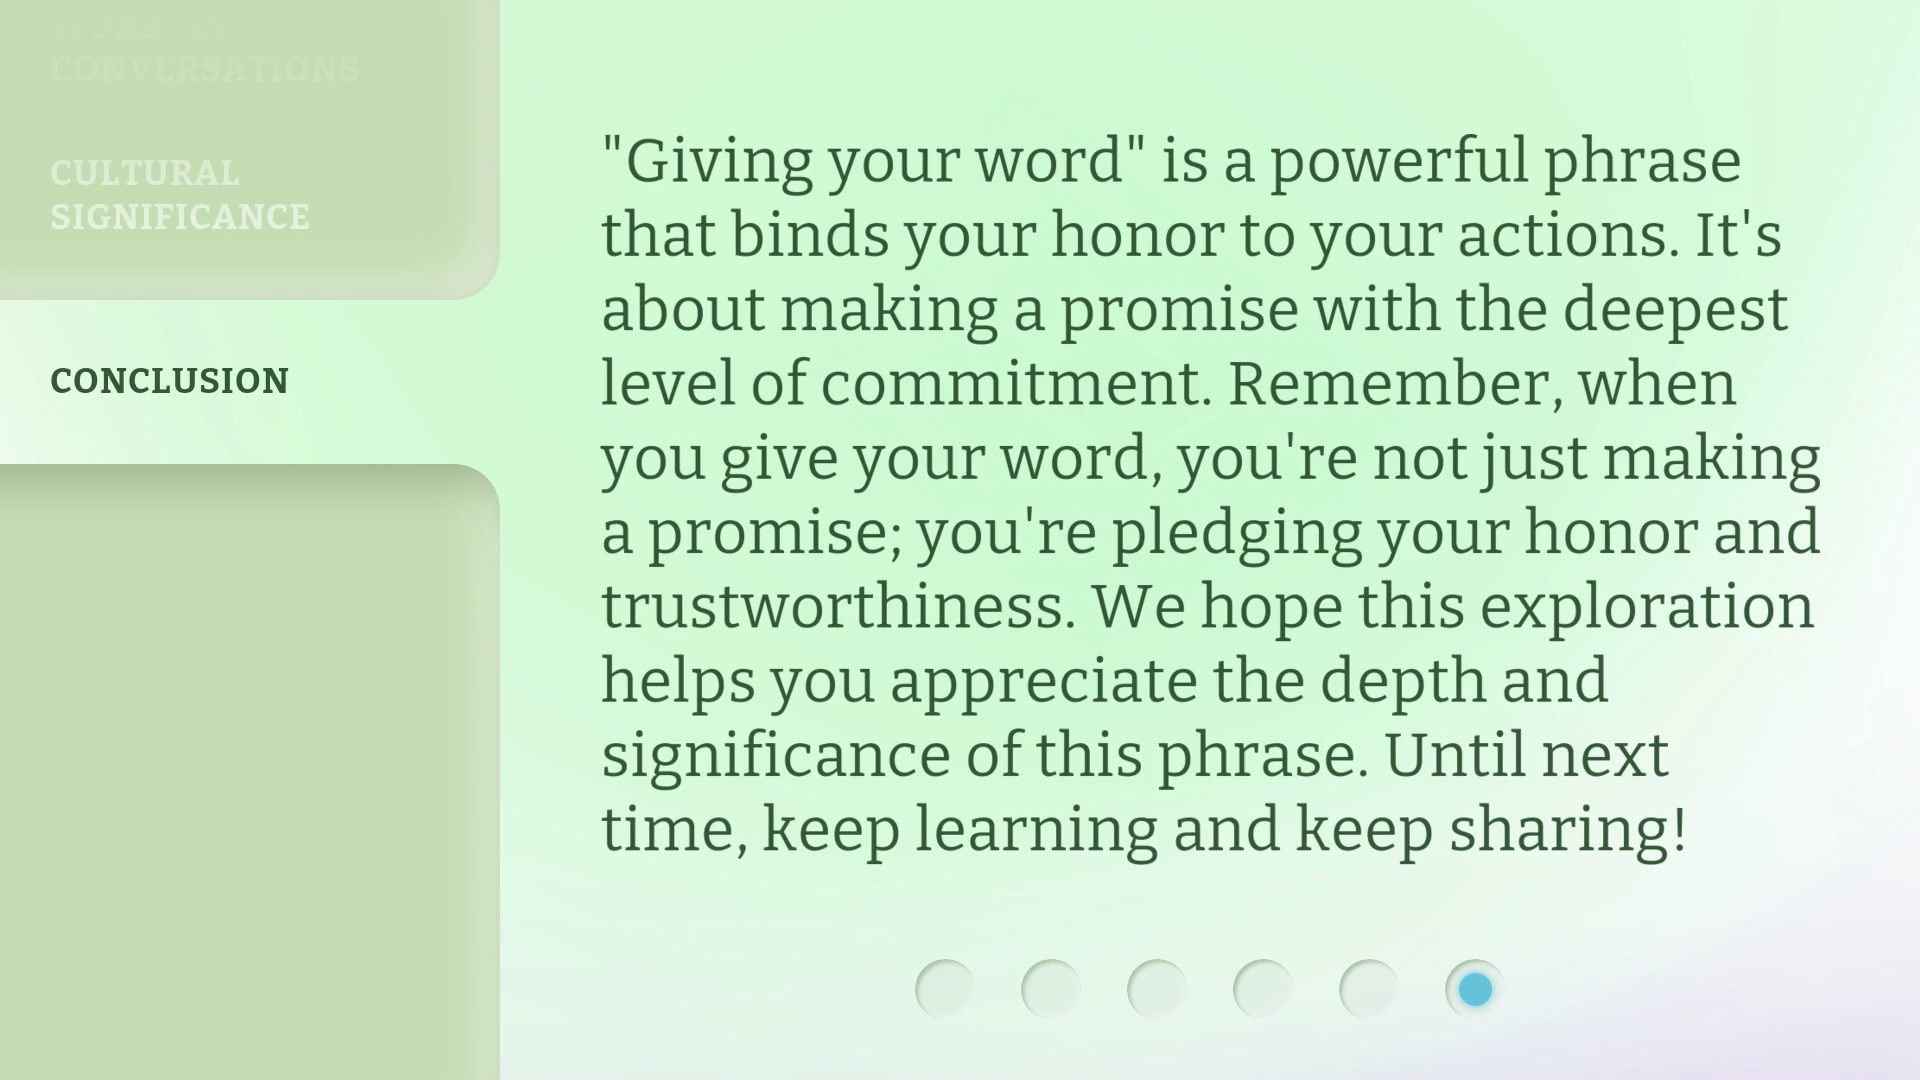 WORD IN
CONVERSATIONS
CULTURAL
SIGNIFICANCE
CONCLUSION
"Giving your word" is a powerful phrase
that binds your honor to your actions. It's
about making a promise with the deepest
level of commitment. Remember, when
you give your word, you're not just making
a promise; you're pledging your honor and
trustworthiness. We hope this exploration
helps you appreciate the depth and
significance of this phrase. Until next
time, keep learning and keep sharing!